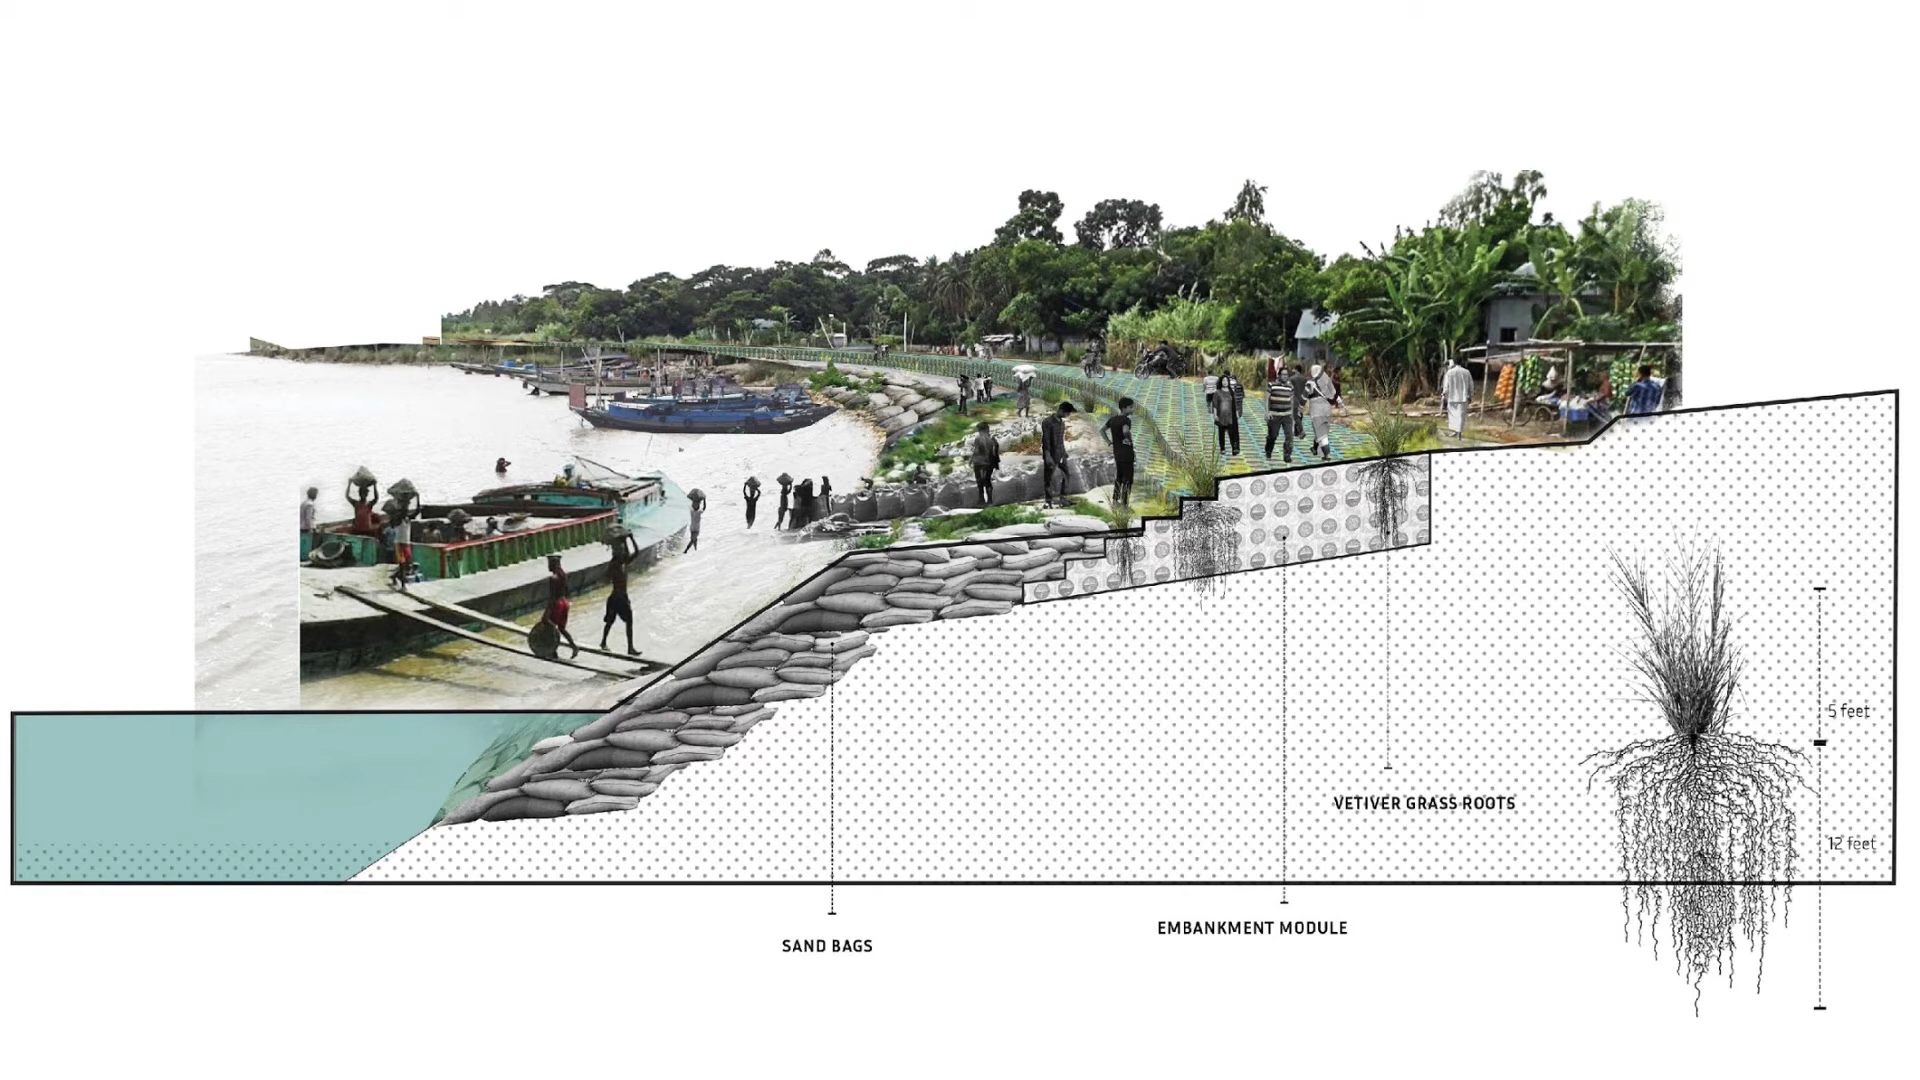 5 feet
VETIVER GRASS ROOTS
12 feet
EMBANKMENT MODULE
SAND BAGS